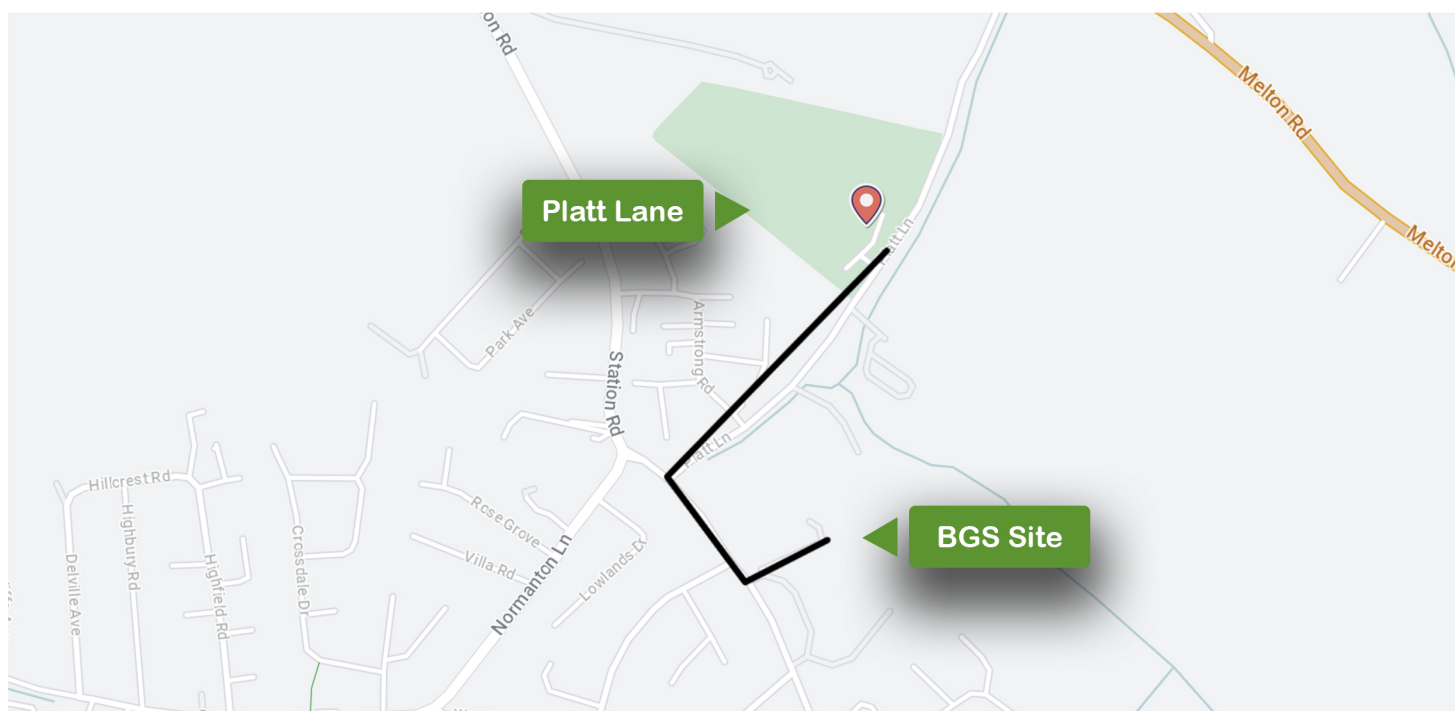 on Rd
Melton Rd
Melton
Platt Lane
Platt Ln
Park Ave
Armstrong Rd
Station Rd
Platt Ln
Hillcrest Rd
Rose Grove
Highbury Rd
Crossdale Dr
Villa Rd
Normanton Ln
Lowlands D
BGS Site
Delville Ave
Highfield Rd